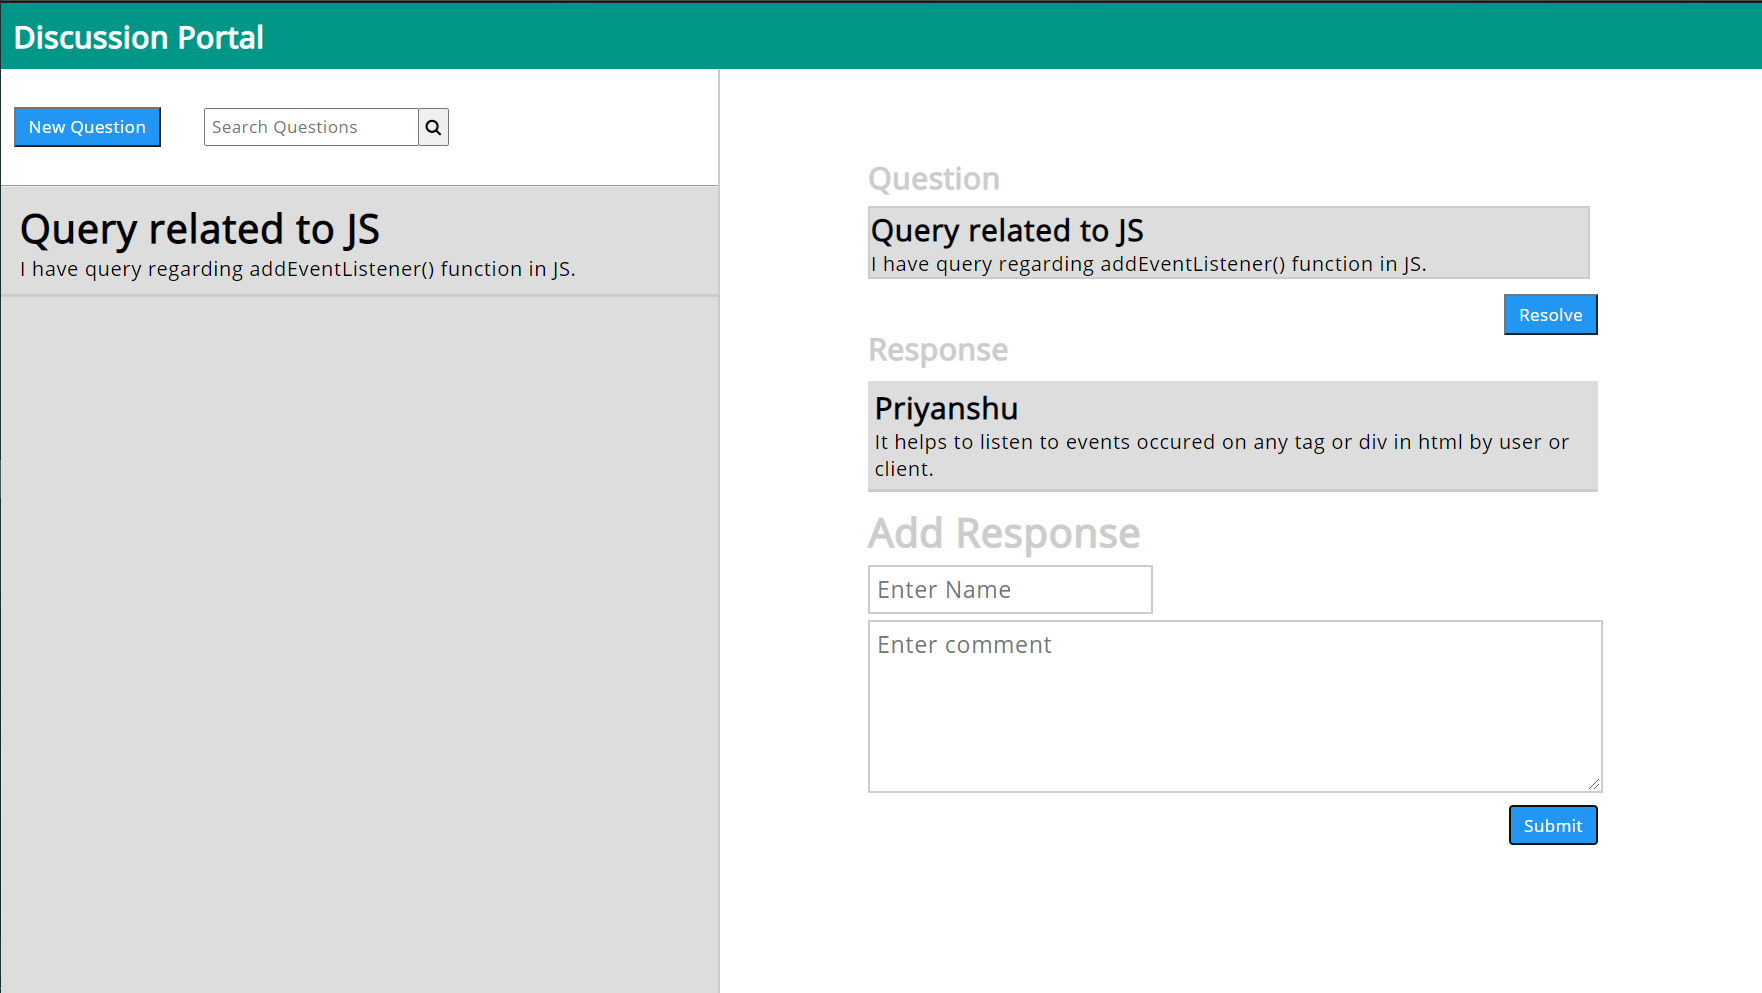 Discussion Portal
New Question
Search Questions
Query related to JS
I have query regarding addEventListener() function in JS.
Question
Query related to JS
I have query regarding addEventListener() function in JS.
Resolve
Response
Priyanshu
It helps to listen to events occured on any tag or div in html by user or
client.
Add Response
Enter Name
Enter comment
Submit